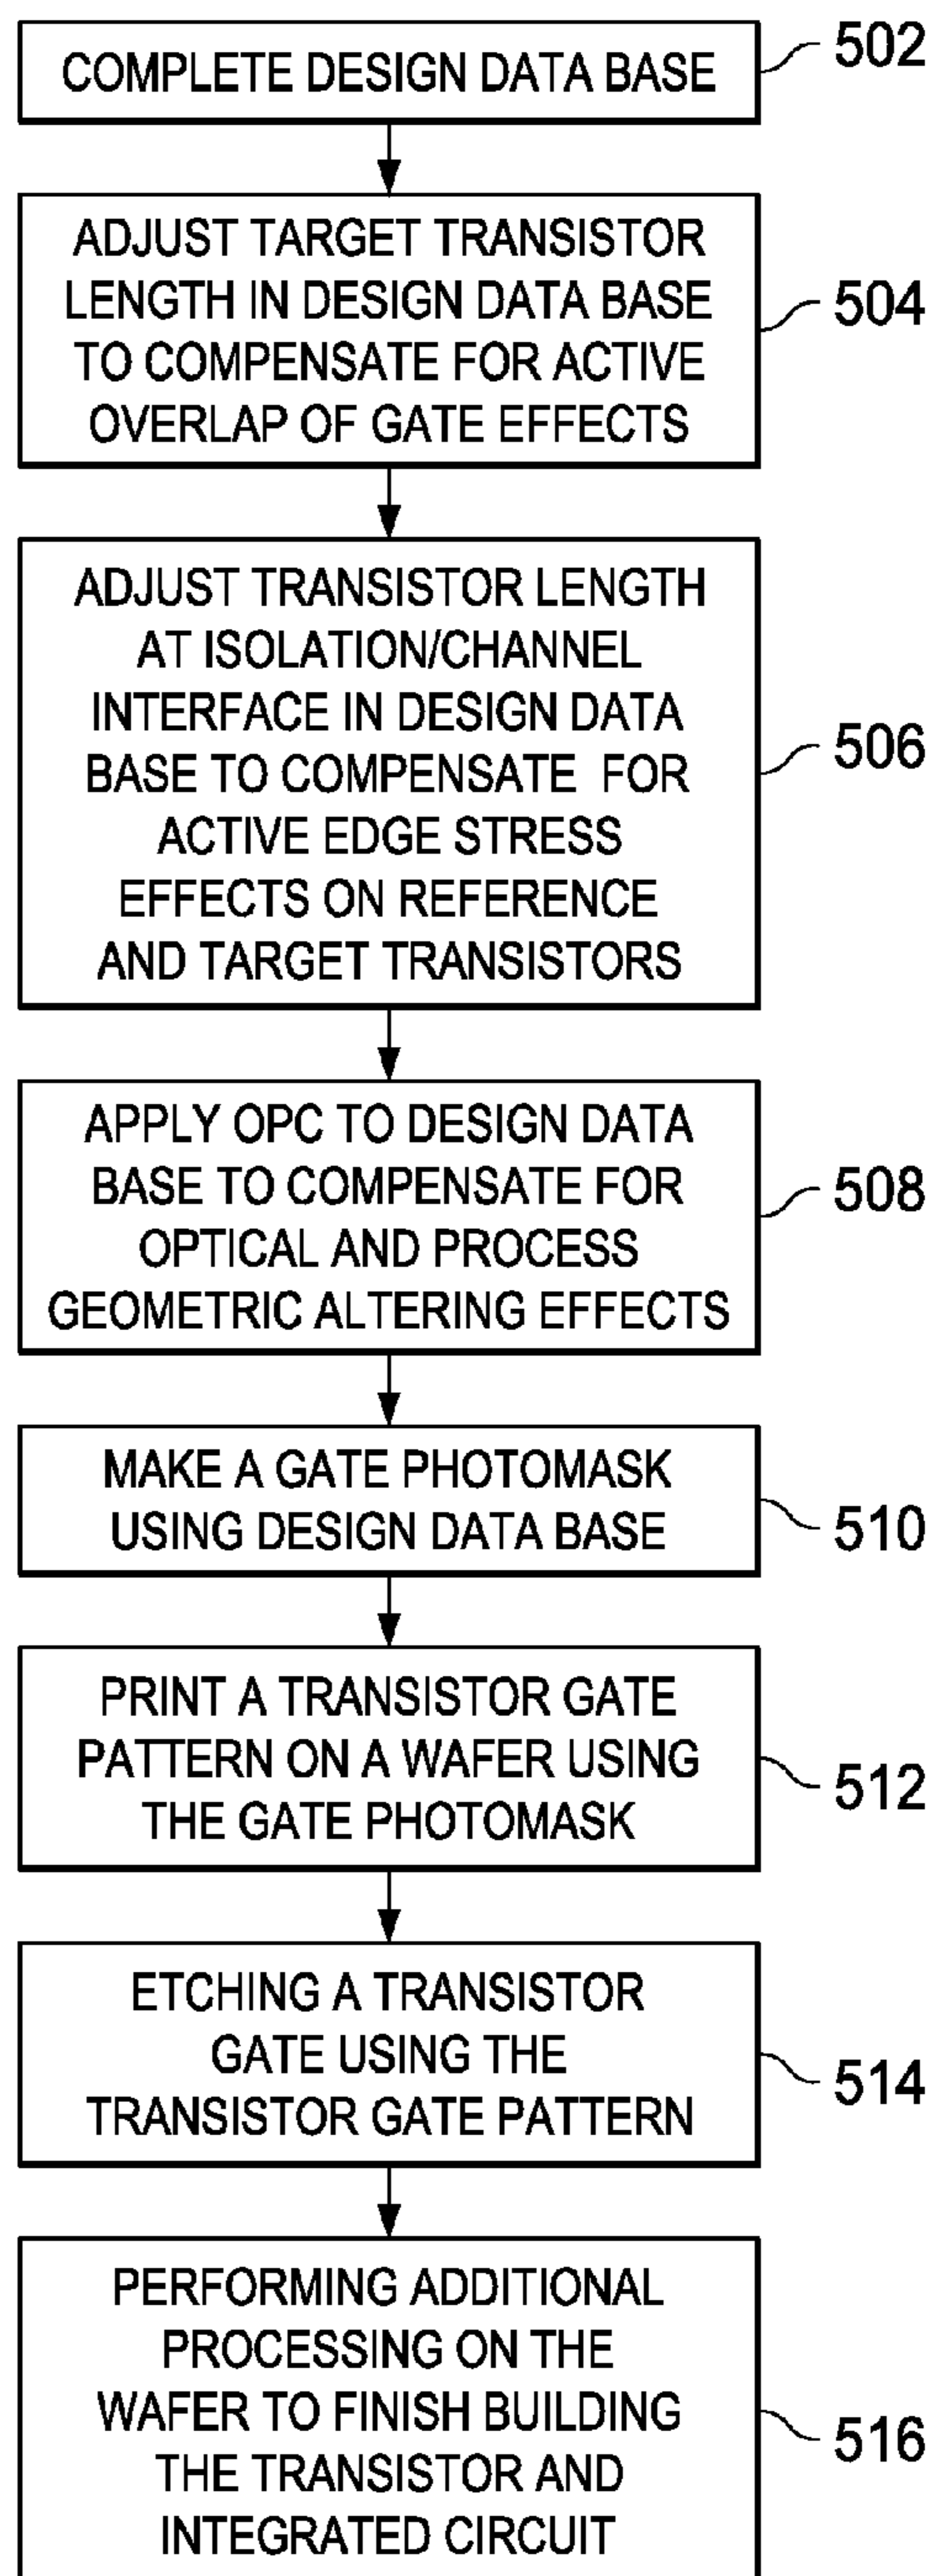 COMPLETE DESIGN DATA BASE
502
ADJUST TARGET TRANSISTOR
LENGTH IN DESIGN DATA BASE
TO COMPENSATE FOR ACTIVE
OVERLAP OF GATE EFFECTS
504
ADJUST TRANSISTOR LENGTH
AT ISOLATION/CHANNEL
INTERFACE IN DESIGN DATA
BASE TO COMPENSATE FOR
ACTIVE EDGE STRESS
EFFECTS ON REFERENCE
AND TARGET TRANSISTORS
506
APPLY OPC TO DESIGN DATA
BASE TO COMPENSATE FOR
OPTICAL AND PROCESS
GEOMETRIC ALTERING EFFECTS
508
MAKE A GATE PHOTOMASK
USING DESIGN DATA BASE
510
PRINT A TRANSISTOR GATE
PATTERN ON A WAFER USING
THE GATE PHOTOMASK
512
ETCHING A TRANSISTOR
GATE USING THE
TRANSISTOR GATE PATTERN
514
PERFORMING ADDITIONAL
PROCESSING ON THE
WAFER TO FINISH BUILDING
THE TRANSISTOR AND
INTEGRATED CIRCUIT
516